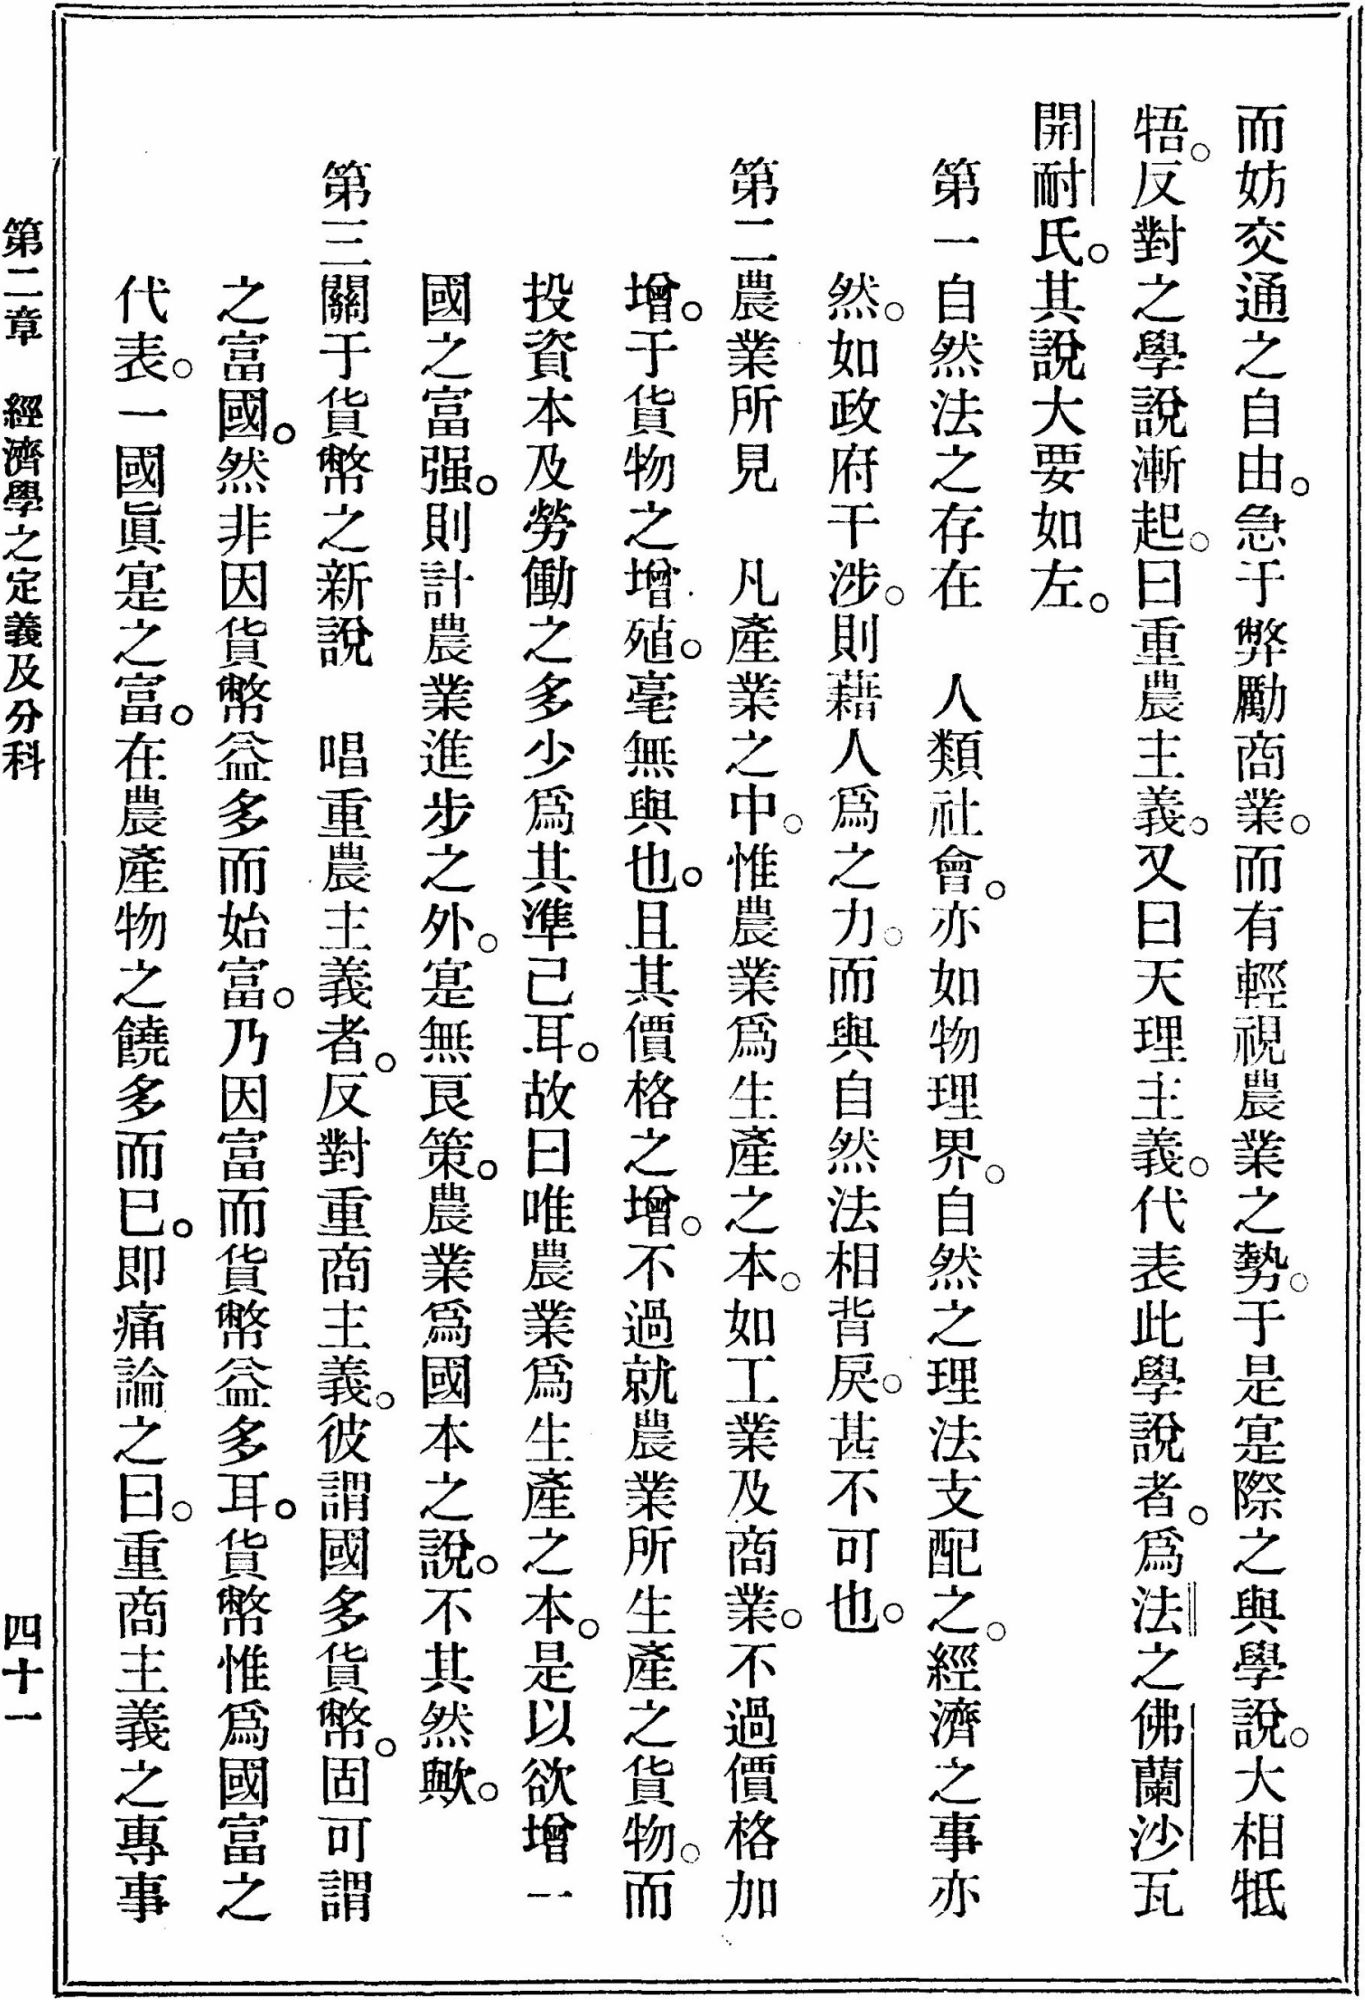 而妨交通之自由。急于弊勵商業。而有輕視農業之勢。于是寔際之與學說。大相牴
牾。反對之學說漸起。曰重農主義。又曰天理主義。代表此學說者。爲法之佛蘭沙瓦
開耐氏。其說大要如左。
第一自然法之存在　人類社會。亦如物理界。自然之理法支配之。經濟之事亦
然。如政府干涉。則藉人爲之力。而與自然法相背戾。甚不可也。
第二農業所見　凡產業之中。惟農業爲生產之本。如工業及商業。不過價格加
增。于貨物之增殖。毫無與也。且其價格之增。不過就農業所生產之貨物。而
投資本及勞働之多少爲其準己耳。故曰唯農業爲生產之本。是以欲增一
國之富强。則計農業進步之外。寔無良策。農業爲國本之說。不其然歟。
第三關于貨幣之新說　唱重農主義者。反對重商主義。彼謂國多貨幣。固可謂
之富國。然非因貨幣益多而始富。乃因富而貨幣益多耳。貨幣惟爲國富之
代表。一國眞寔之富。在農產物之饒多而已。即痛論之曰。重商主義之專事
第二章　經濟學之定義及分科　四十一